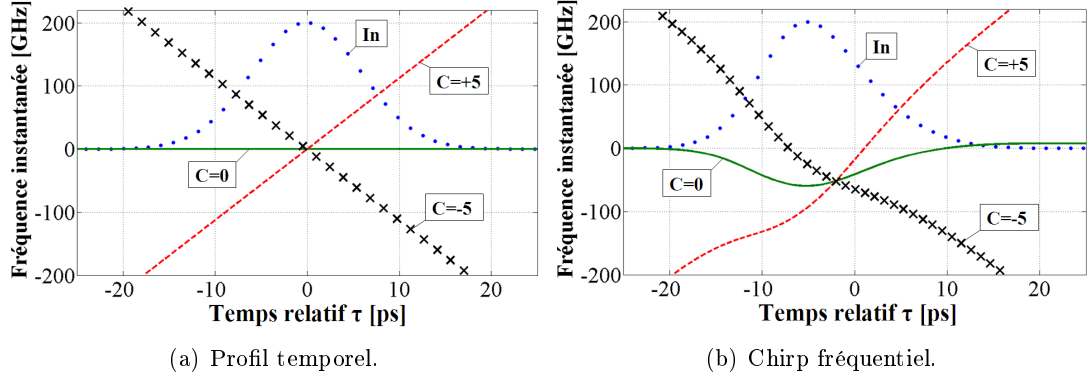 200
100
0
-100
-200
Fréquence instantanée [GHz]
In
C=+5
C=0
C=-5
-20
-10
0
10
20
Temps relatif τ [ps]
(a) Profil temporel.
200
100
0
-100
-200
Fréquence instantanée [GHz]
In
C=+5
C=0
C=-5
-20
-10
0
10
20
Temps relatif τ [ps]
(b) Chirp fréquentiel.